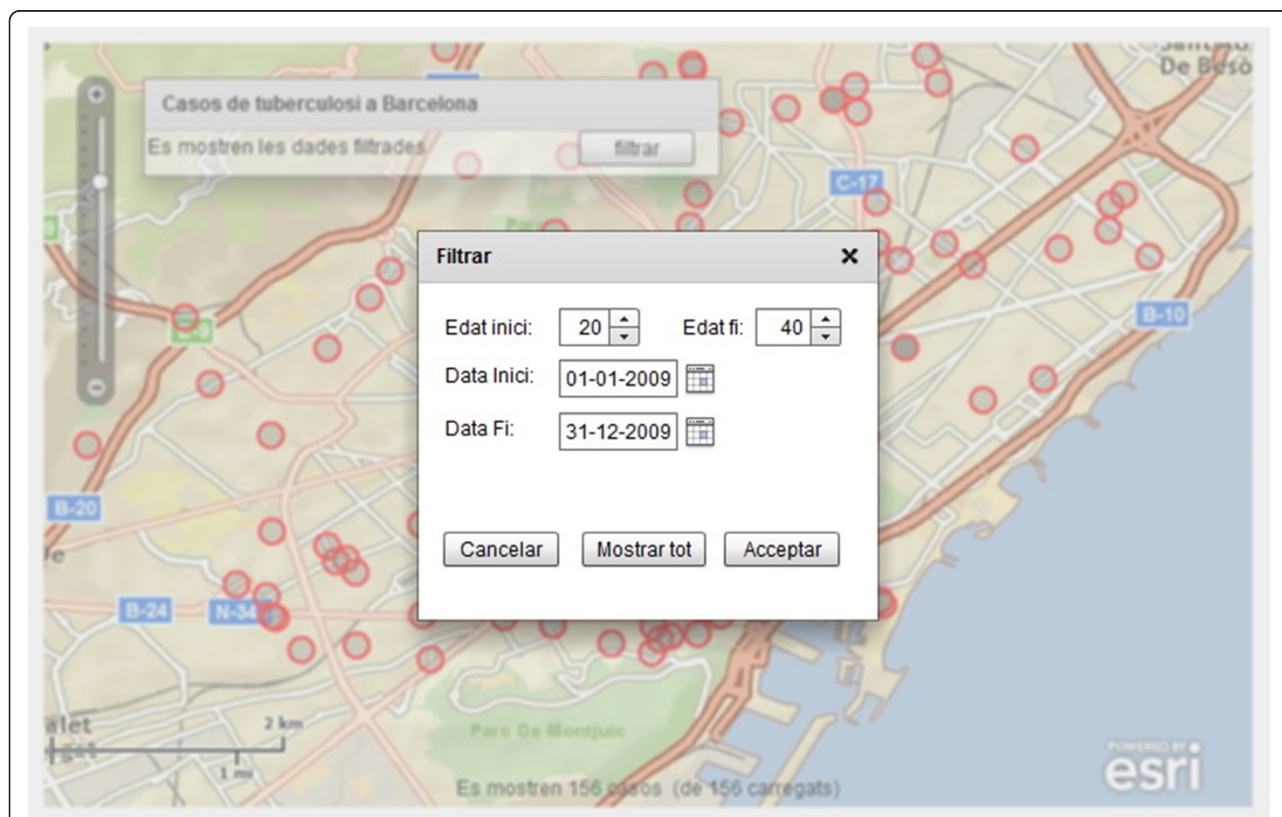 De Besò
Casos de tuberculosi a Barcelona
Es mostren les dades filtrades
filtrar
C-17
Filtrar
Edat inici: 20 Edat fi: 40
B-10
Data Inici: 01-01-2009
Data Fi: 31-12-2009
B-20
Cancelar Mostrar tot Acceptar
B-24
N-34
2 km
Parc De Montjuic
1 mi
POWERED BY
esri
Es mostren 156 casos (de 156 carregats)